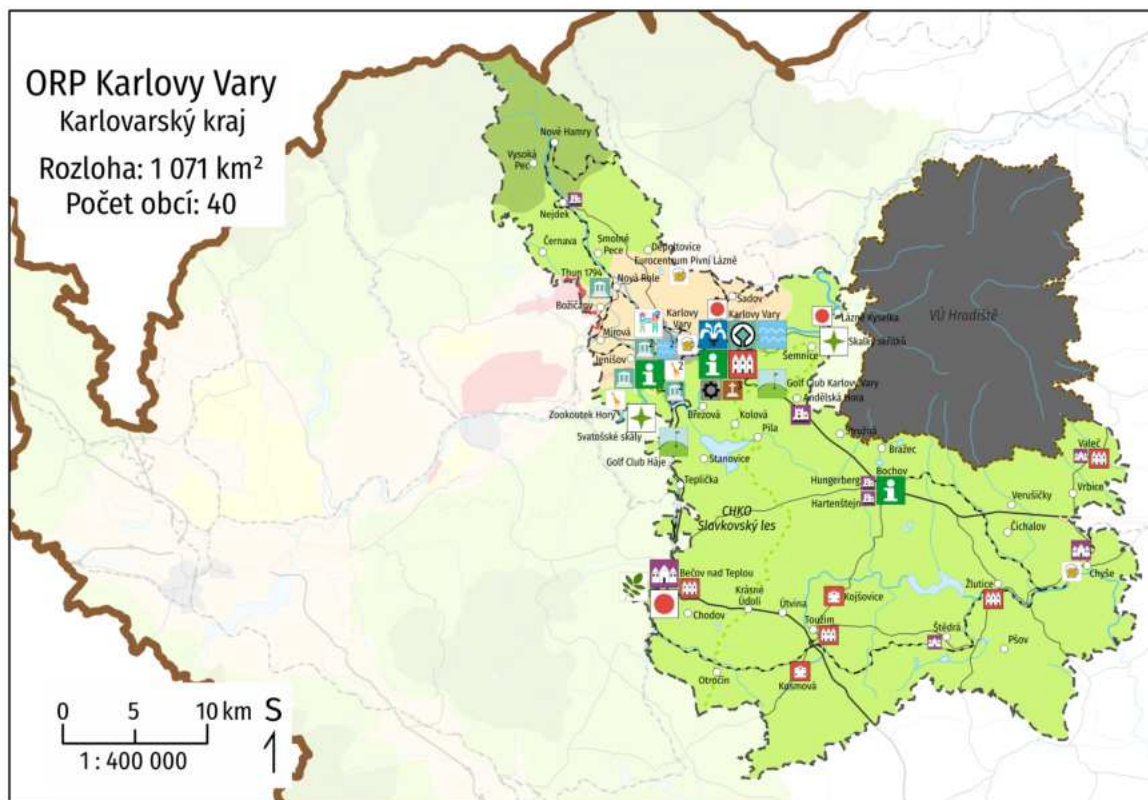 ORP Karlovy Vary
Karlovarský kraj
Rozloha: 1 071 km²
Počet obcí: 40
Nové Hamry
Vysoká
Pec
Nejdek
Černava
Smolné
Pece
Děpoltovice
Eurocentrum Pivní Lázně
Thun 1794
Nová Role
Božičany
Sadov
Karlovy
Vary
Karlovy Vary
Lázně Kyselka
VÚ Hradiště
Mírová
2
Skalky skřítků
Jenišov
Semnice
2
Golf Club Karlovy Vary
Andělská Hora
Zookoutek Hory
Březová
Kolová
Svatošské skály
Pila
Stružná
Golf Club Háje
Stanovice
Bražec
Valeč
Bochov
Teplička
Hungerberg
Hartenštejn
Verušičky
Vrbice
CHKO
Slavkovský les
Čichalov
Chyše
Bečov nad Teplou
Žlutice
Krásné
Údolí
Kojšovice
Chodov
Útvina
Toužim
Štědrá
Pšov
Otročín
Kosmová
0 5 10 km
S
1 : 400 000